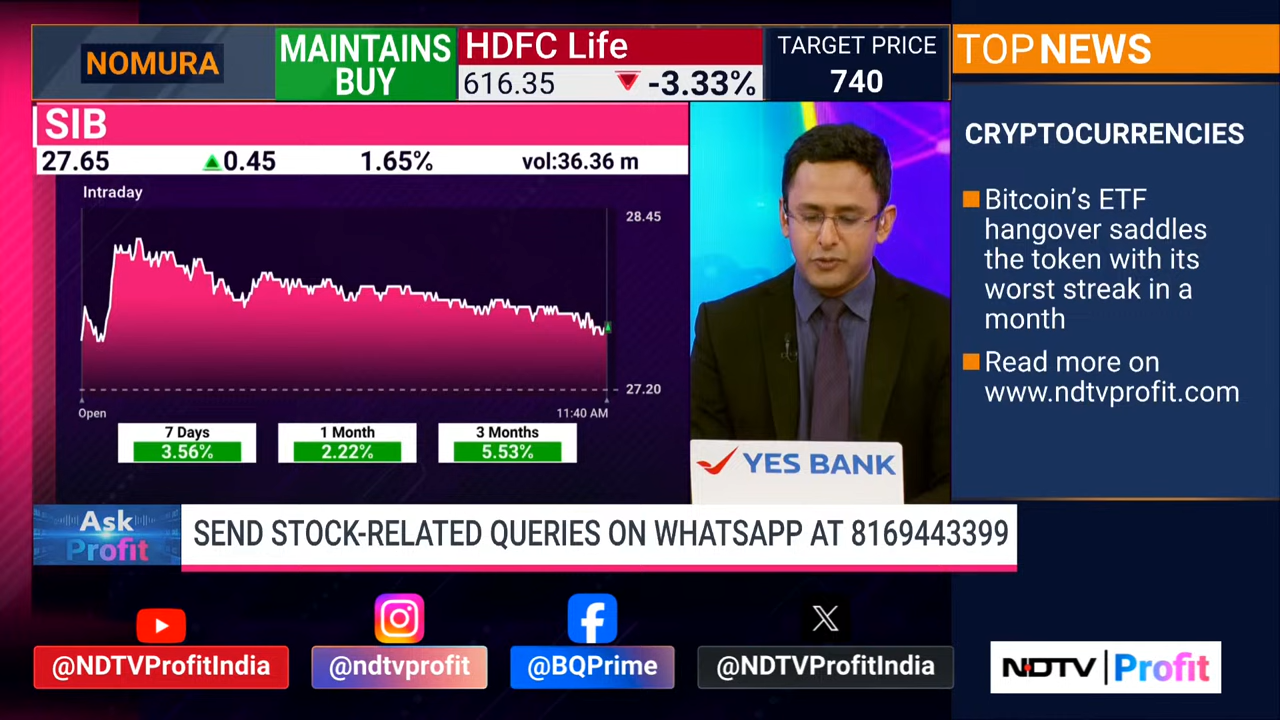 NOMURA
MAINTAINS
BUY
HDFC Life
616.35 -3.33%
TARGET PRICE
740
TOP NEWS
SIB
27.65 0.45 1.65% vol:36.36 m
Intraday
28.45
27.20
Open 11:40 AM
7 Days
3.56%
1 Month
2.22%
3 Months
5.53%
YES BANK
CRYPTOCURRENCIES
Bitcoin’s ETF
hangover saddles
the token with its
worst streak in a
month
Read more on
www.ndtvprofit.com
Ask
Profit
SEND STOCK-RELATED QUERIES ON WHATSAPP AT 8169443399
@NDTVProfitIndia
@ndtvprofit
@BQPrime
@NDTVProfitIndia
NDTV Profit